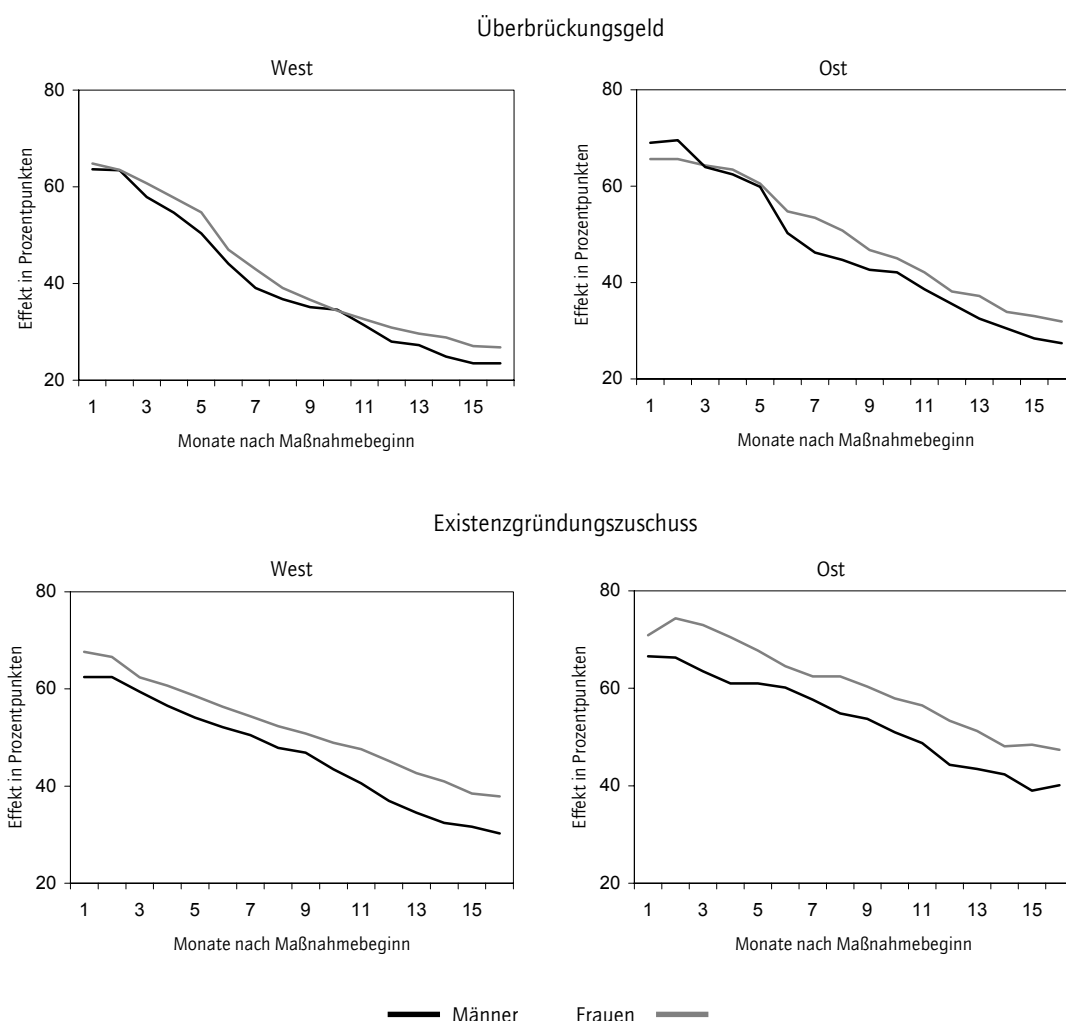 Überbrückungsgeld
West
Effekt in Prozentpunkten
80
60
40
20
1 3 5 7 9 11 13 15
Monate nach Maßnahmebeginn
Ost
Effekt in Prozentpunkten
80
60
40
20
1 3 5 7 9 11 13 15
Monate nach Maßnahmebeginn
Existenzgründungszuschuss
West
Effekt in Prozentpunkten
80
60
40
20
1 3 5 7 9 11 13 15
Monate nach Maßnahmebeginn
Ost
Effekt in Prozentpunkten
80
60
40
20
1 3 5 7 9 11 13 15
Monate nach Maßnahmebeginn
Männer Frauen